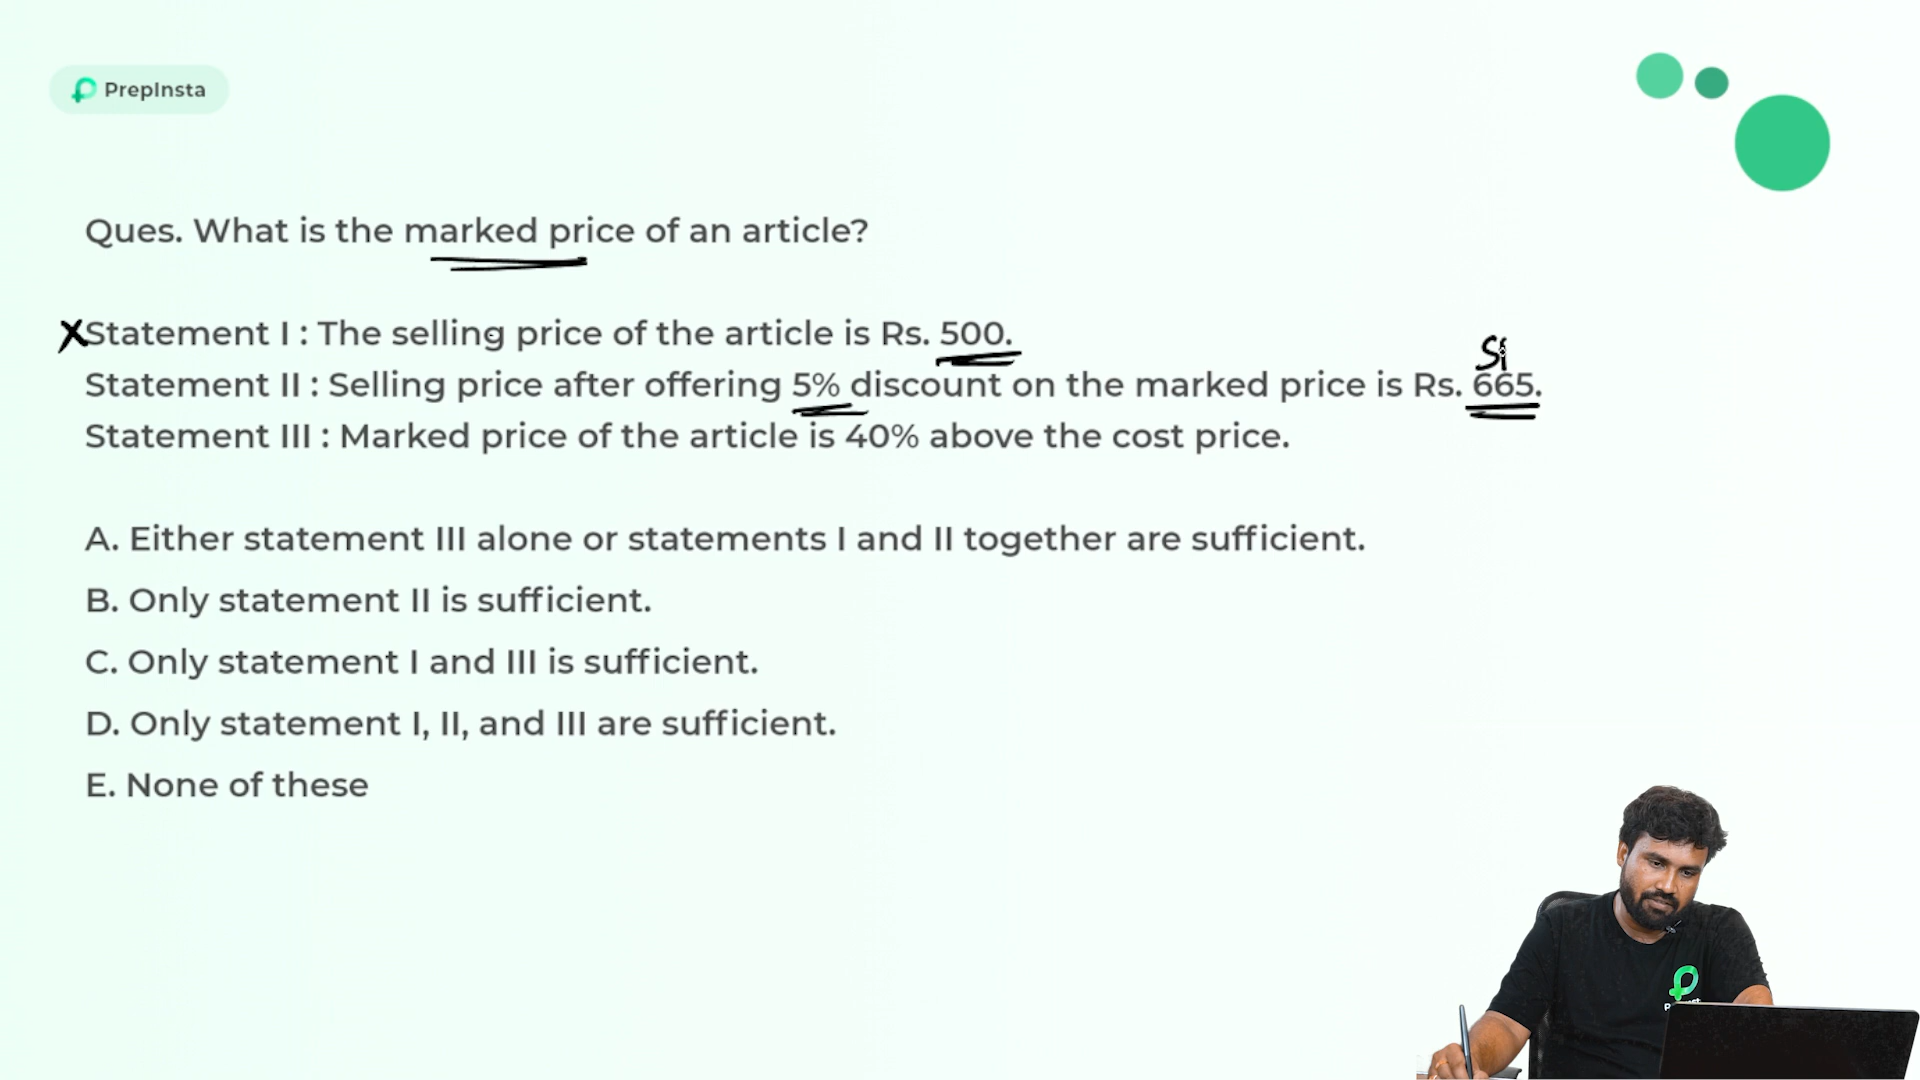 PrepInsta
Ques. What is the marked price of an article?
X Statement I : The selling price of the article is Rs. 500.
SP
Statement II : Selling price after offering 5% discount on the marked price is Rs. 665.
Statement III : Marked price of the article is 40% above the cost price.
A. Either statement III alone or statements I and II together are sufficient.
B. Only statement II is sufficient.
C. Only statement I and III is sufficient.
D. Only statement I, II, and III are sufficient.
E. None of these